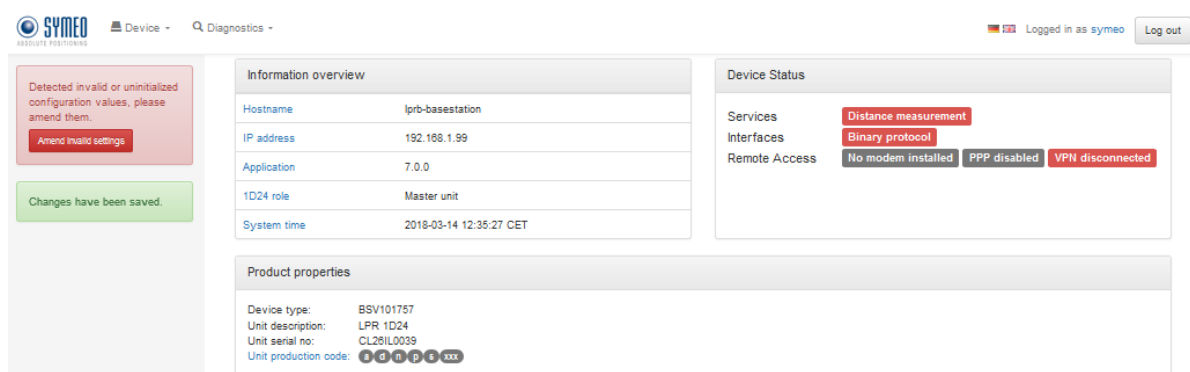 SYMEO
ABSOLUTE POSITIONING
Device
Diagnostics
Logged in as symeo
Log out
Detected invalid or uninitialized
configuration values, please
amend them.
Amend invalid settings
Changes have been saved.
Information overview
Hostname lprb-basestation
IP address 192.168.1.99
Application 7.0.0
1D24 role Master unit
System time 2018-03-14 12:35:27 CET
Device Status
Services Distance measurement
Interfaces Binary protocol
Remote Access No modem installed PPP disabled VPN disconnected
Product properties
Device type: BSV101757
Unit description: LPR 1D24
Unit serial no: CL26IL0039
Unit production code: a d n p s xxx